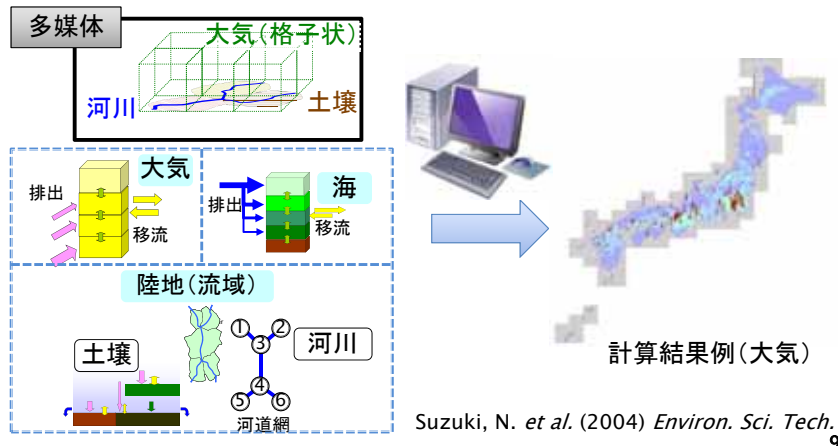 多媒体
大気(格子状)
河川
土壌
大気
排出
移流
海
排出
移流
陸地(流域)
土壌
河川
1
2
3
4
5
6
河道網
計算結果例(大気)
Suzuki, N. et al. (2004) Environ. Sci. Tech.
9